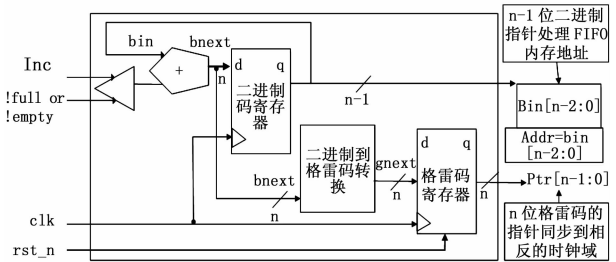 n-1 位二进制
指针处理 FIFO
内存地址
bin
bnext
Inc
+
n
d
q
二进制
码寄存
器
n-1
!full or
!empty
Bin[n-2:0]
Addr=bin
[n-2:0]
二进制到
格雷码转
换
bnext
n
gnext
n
d
q
格雷码
寄存器
n
Ptr[n-1:0]
clk
rst_n
n 位格雷码的
指针同步到相
反的时钟域